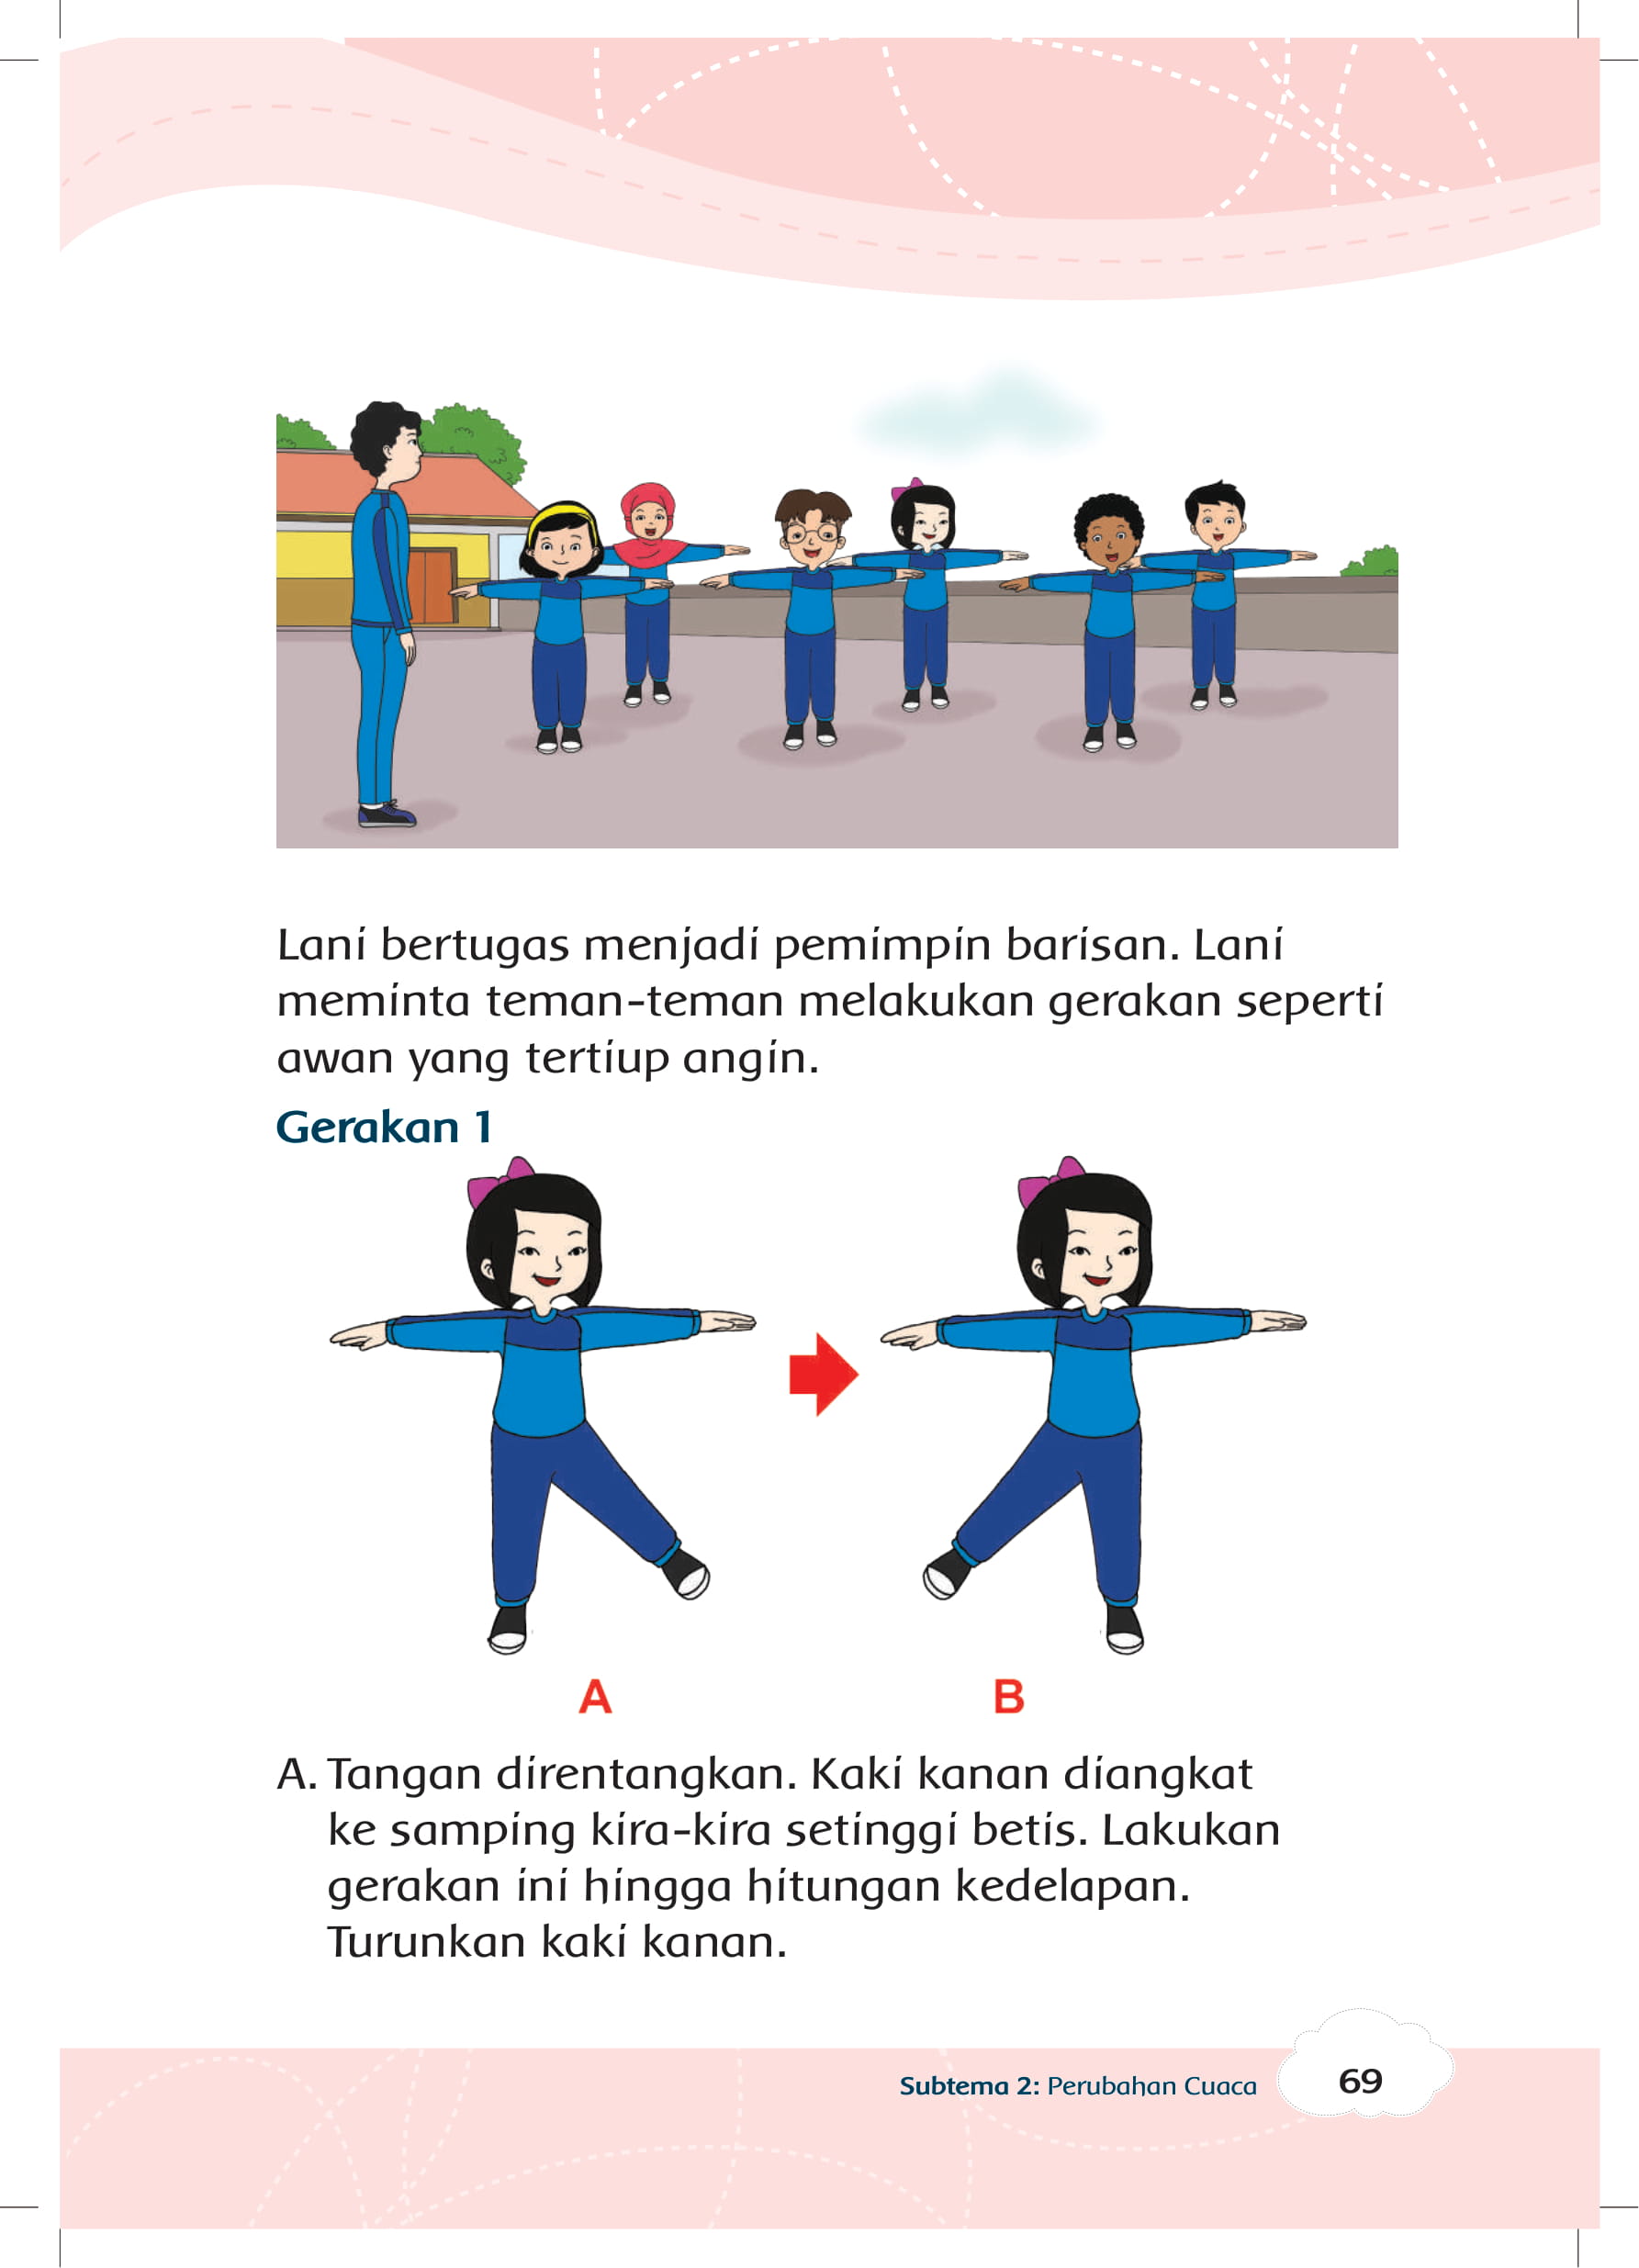 Lani bertugas menjadi pemimpin barisan. Lani
meminta teman-teman melakukan gerakan seperti
awan yang tertiup angin.
Gerakan 1
A
B
A. Tangan direntangkan. Kaki kanan diangkat
ke samping kira-kira setinggi betis. Lakukan
gerakan ini hingga hitungan kedelapan.
Turunkan kaki kanan.
Subtema 2: Perubahan Cuaca
69